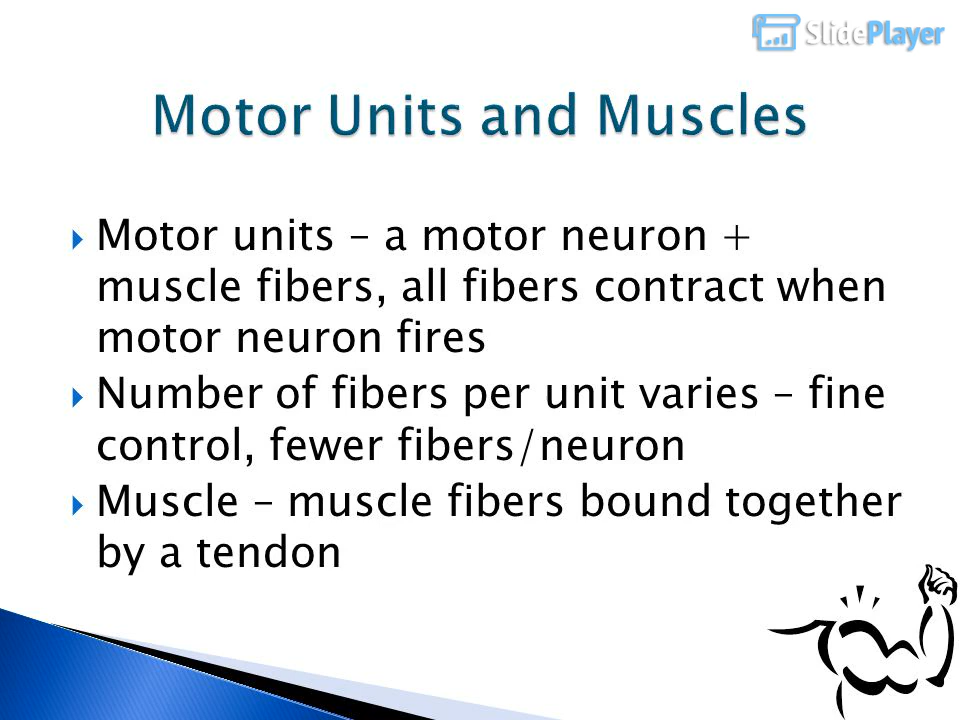 SlidePlayer
Motor Units and Muscles
Motor units – a motor neuron +
muscle fibers, all fibers contract when
motor neuron fires
Number of fibers per unit varies – fine
control, fewer fibers/neuron
Muscle – muscle fibers bound together
by a tendon